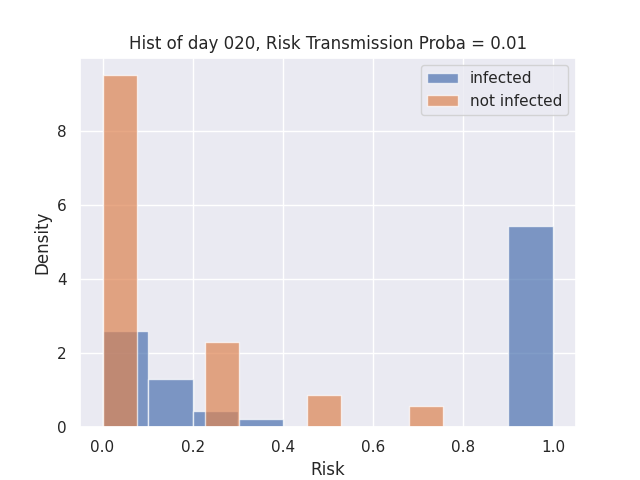 Hist of day 020, Risk Transmission Proba = 0.01
infected
not infected
8
6
4
2
0
Density
0.0 0.2 0.4 0.6 0.8 1.0
Risk